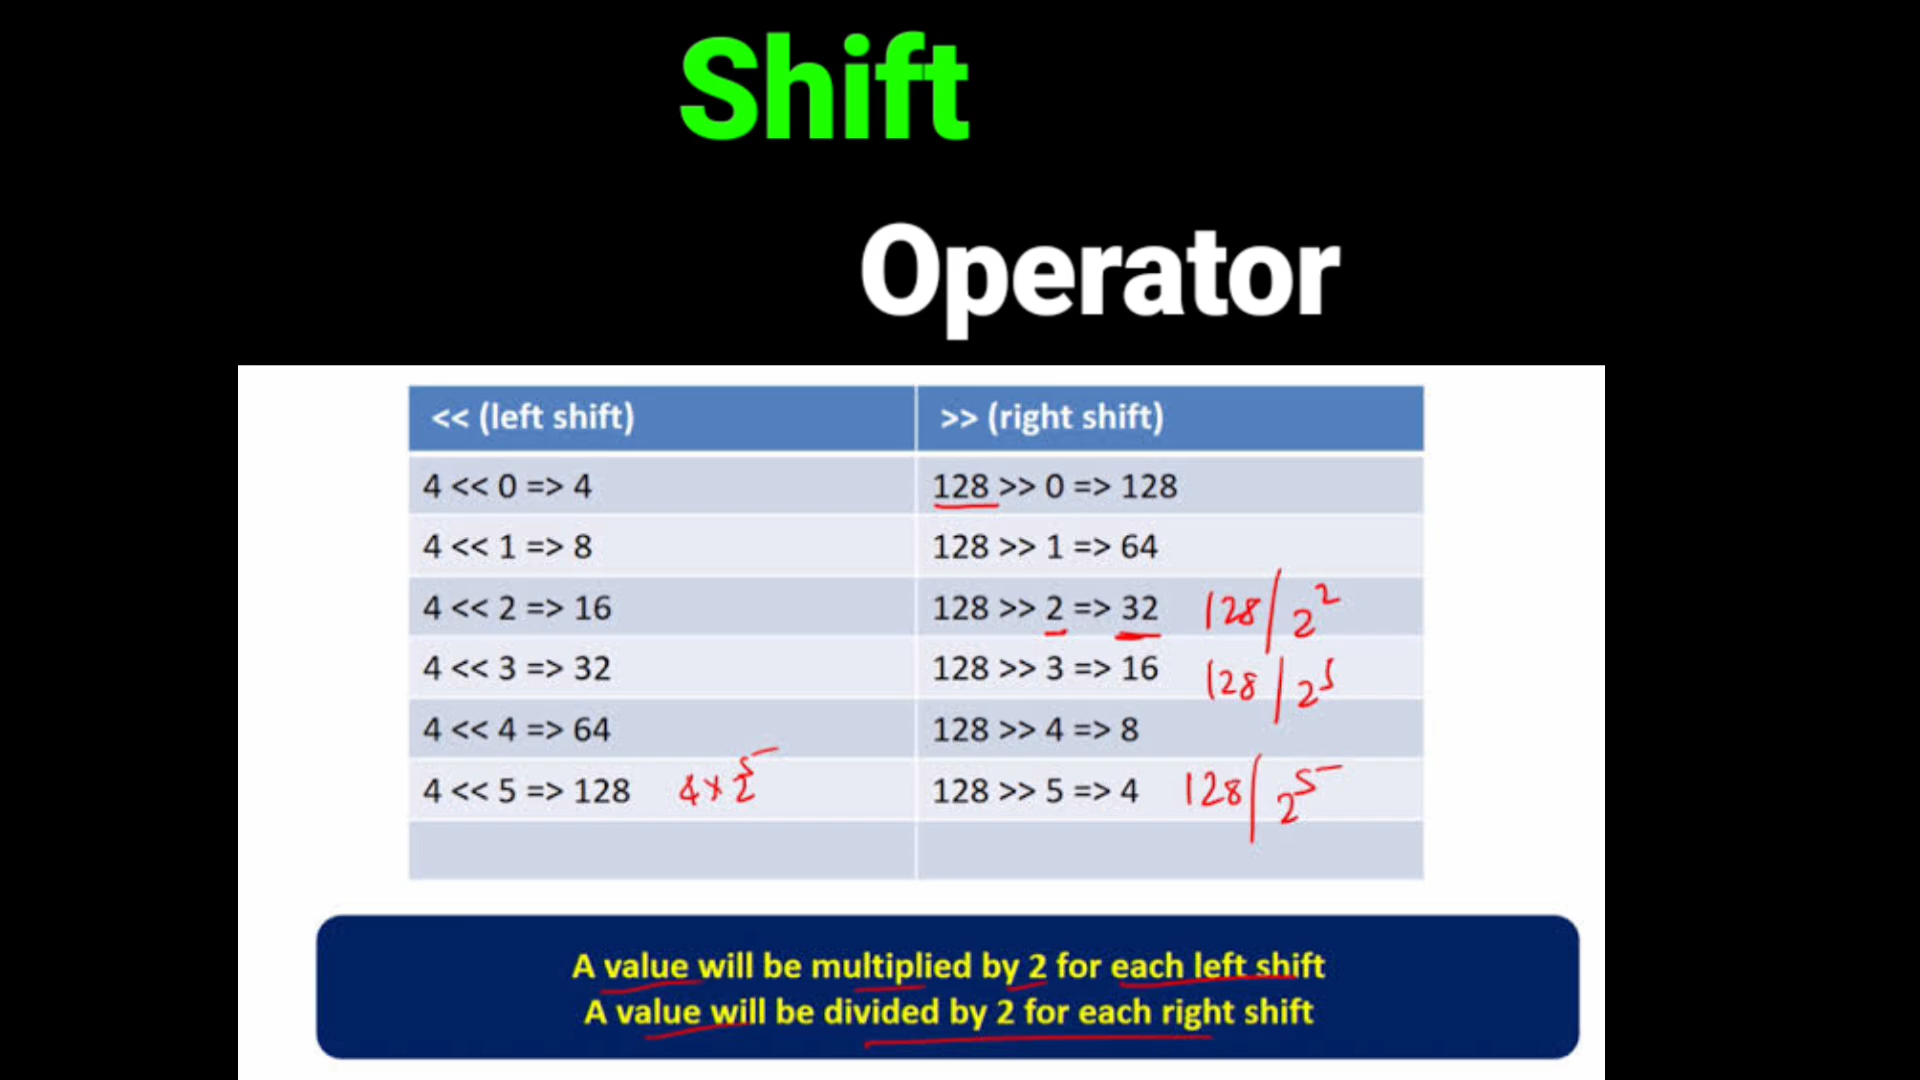 Shift
Operator
<< (left shift) >> (right shift)
4 << 0 => 4 128 >> 0 => 128
4 << 1 => 8 128 >> 1 => 64
4 << 2 => 16 128 >> 2 => 32 128/2²
4 << 3 => 32 128 >> 3 => 16
4 << 4 => 64 128 >> 4 => 8
4 << 5 => 128 4×2⁵ 128 >> 5 => 4 128/2⁵
A value will be multiplied by 2 for each left shift
A value will be divided by 2 for each right shift